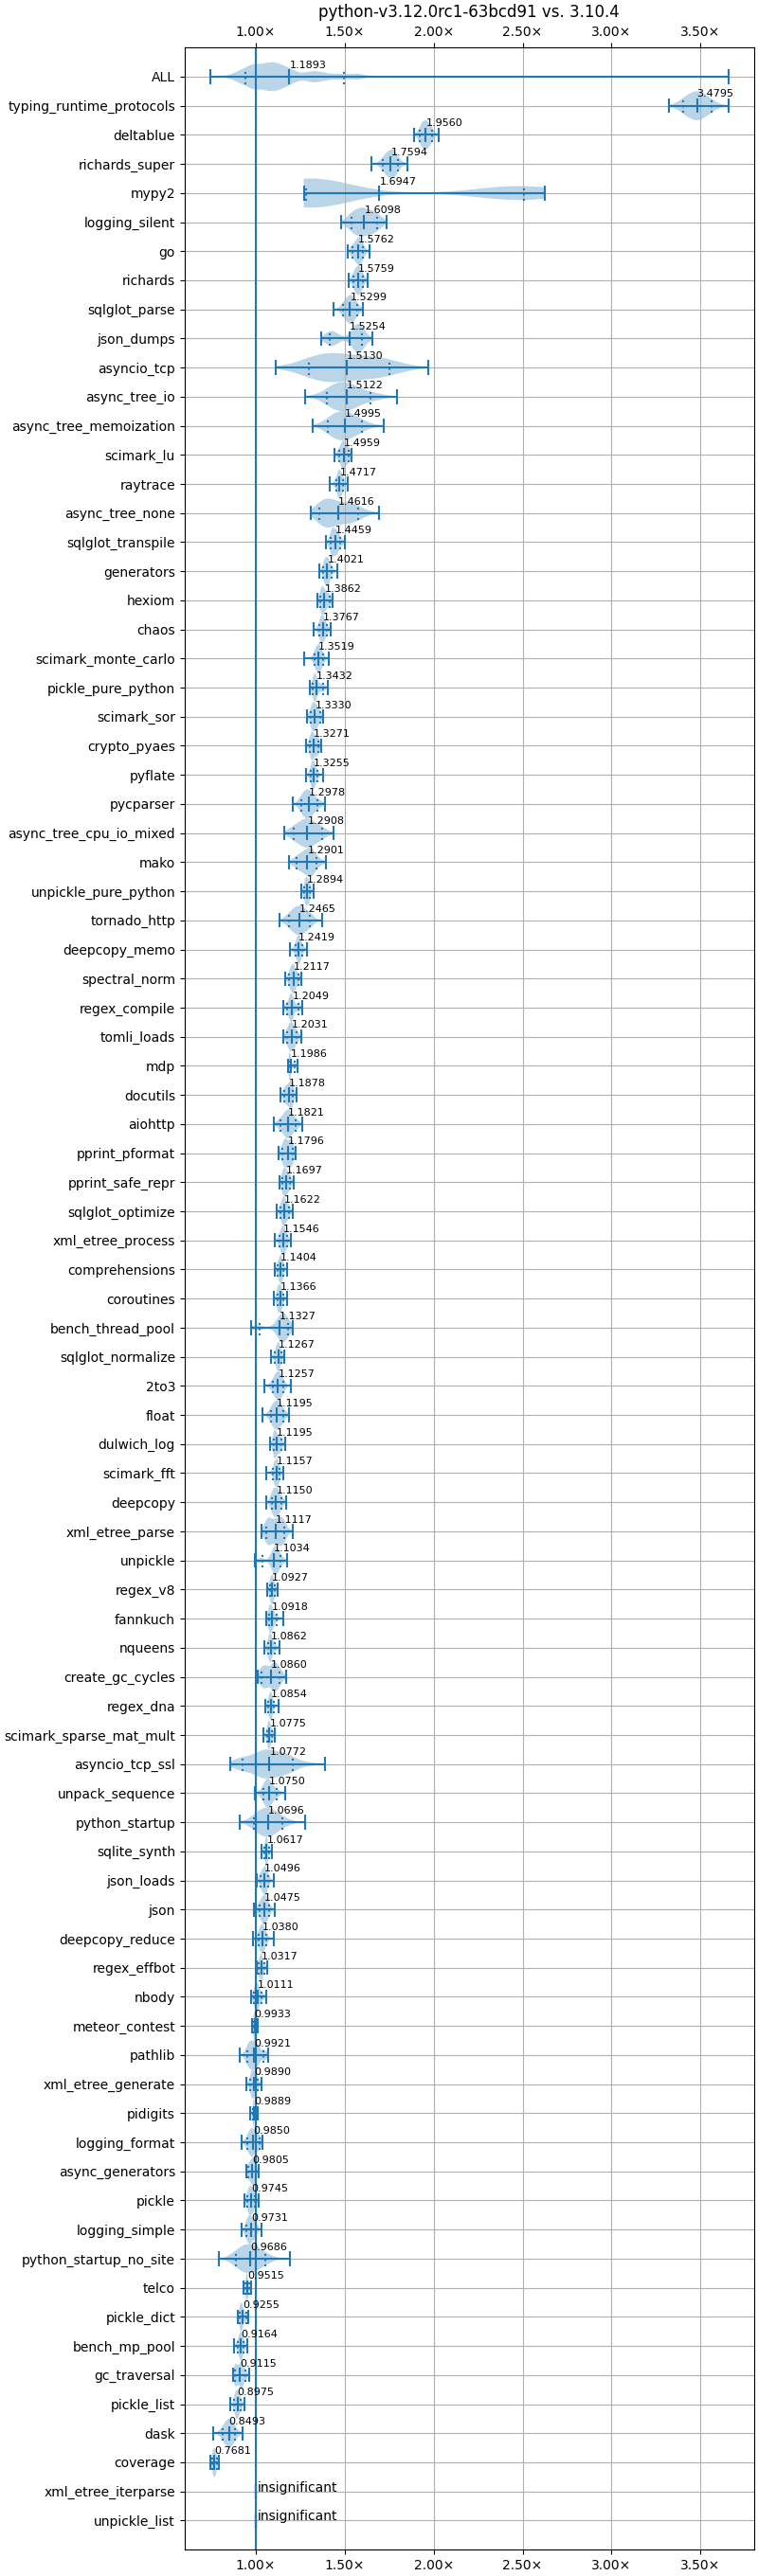 python-v3.12.0rc1-63bcd91 vs. 3.10.4
1.00× 1.50× 2.00× 2.50× 3.00× 3.50×
ALL 1.1893
typing_runtime_protocols 3.4795
deltablue 1.9560
richards_super 1.7594
mypy2 1.6947
logging_silent 1.6098
go 1.5762
richards 1.5759
sqlglot_parse 1.5299
json_dumps 1.5254
asyncio_tcp 1.5130
async_tree_io 1.5122
async_tree_memoization 1.4995
scimark_lu 1.4959
raytrace 1.4717
async_tree_none 1.4616
sqlglot_transpile 1.4459
generators 1.4021
hexiom 1.3862
chaos 1.3767
scimark_monte_carlo 1.3519
pickle_pure_python 1.3432
scimark_sor 1.3330
crypto_pyaes 1.3271
pyflate 1.3255
pycparser 1.2978
async_tree_cpu_io_mixed 1.2908
mako 1.2901
unpickle_pure_python 1.2894
tornado_http 1.2465
deepcopy_memo 1.2419
spectral_norm 1.2117
regex_compile 1.2049
tomli_loads 1.2031
mdp 1.1986
docutils 1.1878
aiohttp 1.1821
pprint_pformat 1.1796
pprint_safe_repr 1.1697
sqlglot_optimize 1.1622
xml_etree_process 1.1546
comprehensions 1.1404
coroutines 1.1366
bench_thread_pool 1.1327
sqlglot_normalize 1.1267
2to3 1.1257
float 1.1195
dulwich_log 1.1195
scimark_fft 1.1157
deepcopy 1.1150
xml_etree_parse 1.1117
unpickle 1.1034
regex_v8 1.0927
fannkuch 1.0918
nqueens 1.0862
create_gc_cycles 1.0860
regex_dna 1.0854
scimark_sparse_mat_mult 1.0775
asyncio_tcp_ssl 1.0772
unpack_sequence 1.0750
python_startup 1.0696
sqlite_synth 1.0617
json_loads 1.0496
json 1.0475
deepcopy_reduce 1.0380
regex_effbot 1.0317
nbody 1.0111
meteor_contest 0.9933
pathlib 0.9921
xml_etree_generate 0.9890
pidigits 0.9889
logging_format 0.9850
async_generators 0.9805
pickle 0.9745
logging_simple 0.9731
python_startup_no_site 0.9686
telco 0.9515
pickle_dict 0.9255
bench_mp_pool 0.9164
gc_traversal 0.9115
pickle_list 0.8975
dask 0.8493
coverage 0.7681
xml_etree_iterparse insignificant
unpickle_list insignificant
1.00× 1.50× 2.00× 2.50× 3.00× 3.50×